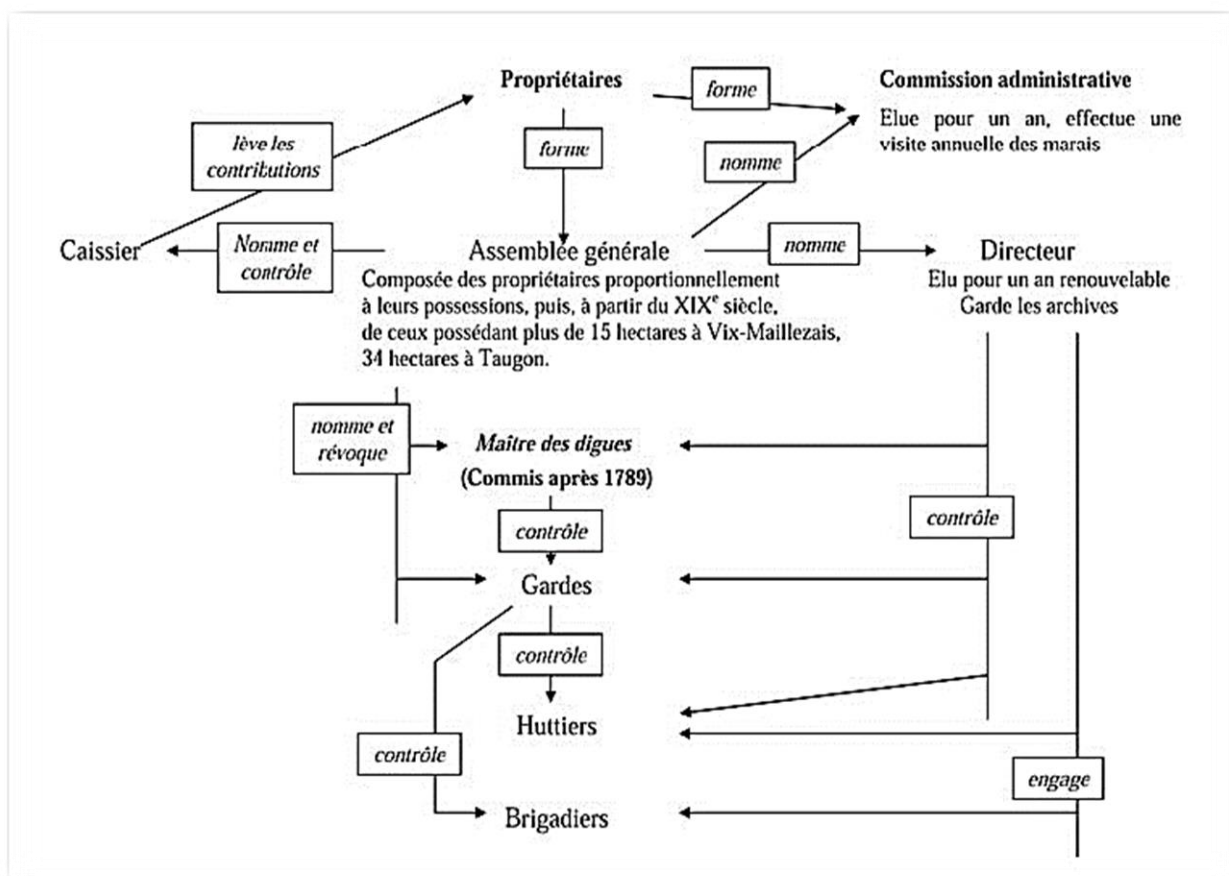 Propriétaires
forme
Commission administrative
Elue pour un an, effectue une
visite annuelle des marais
lève les
contributions
forme
nomme
Caissier
Nomme et
contrôle
Assemblée générale
nomme
Directeur
Composée des propriétaires proportionnellement
à leurs possessions, puis, à partir du XIXe siècle,
de ceux possédant plus de 15 hectares à Vix-Maillezais,
34 hectares à Taugon.
Elu pour un an renouvelable
Garde les archives
nomme et
révoque
Maître des digues
(Commis après 1789)
contrôle
contrôle
Gardes
contrôle
Huttiers
contrôle
engage
Brigadiers